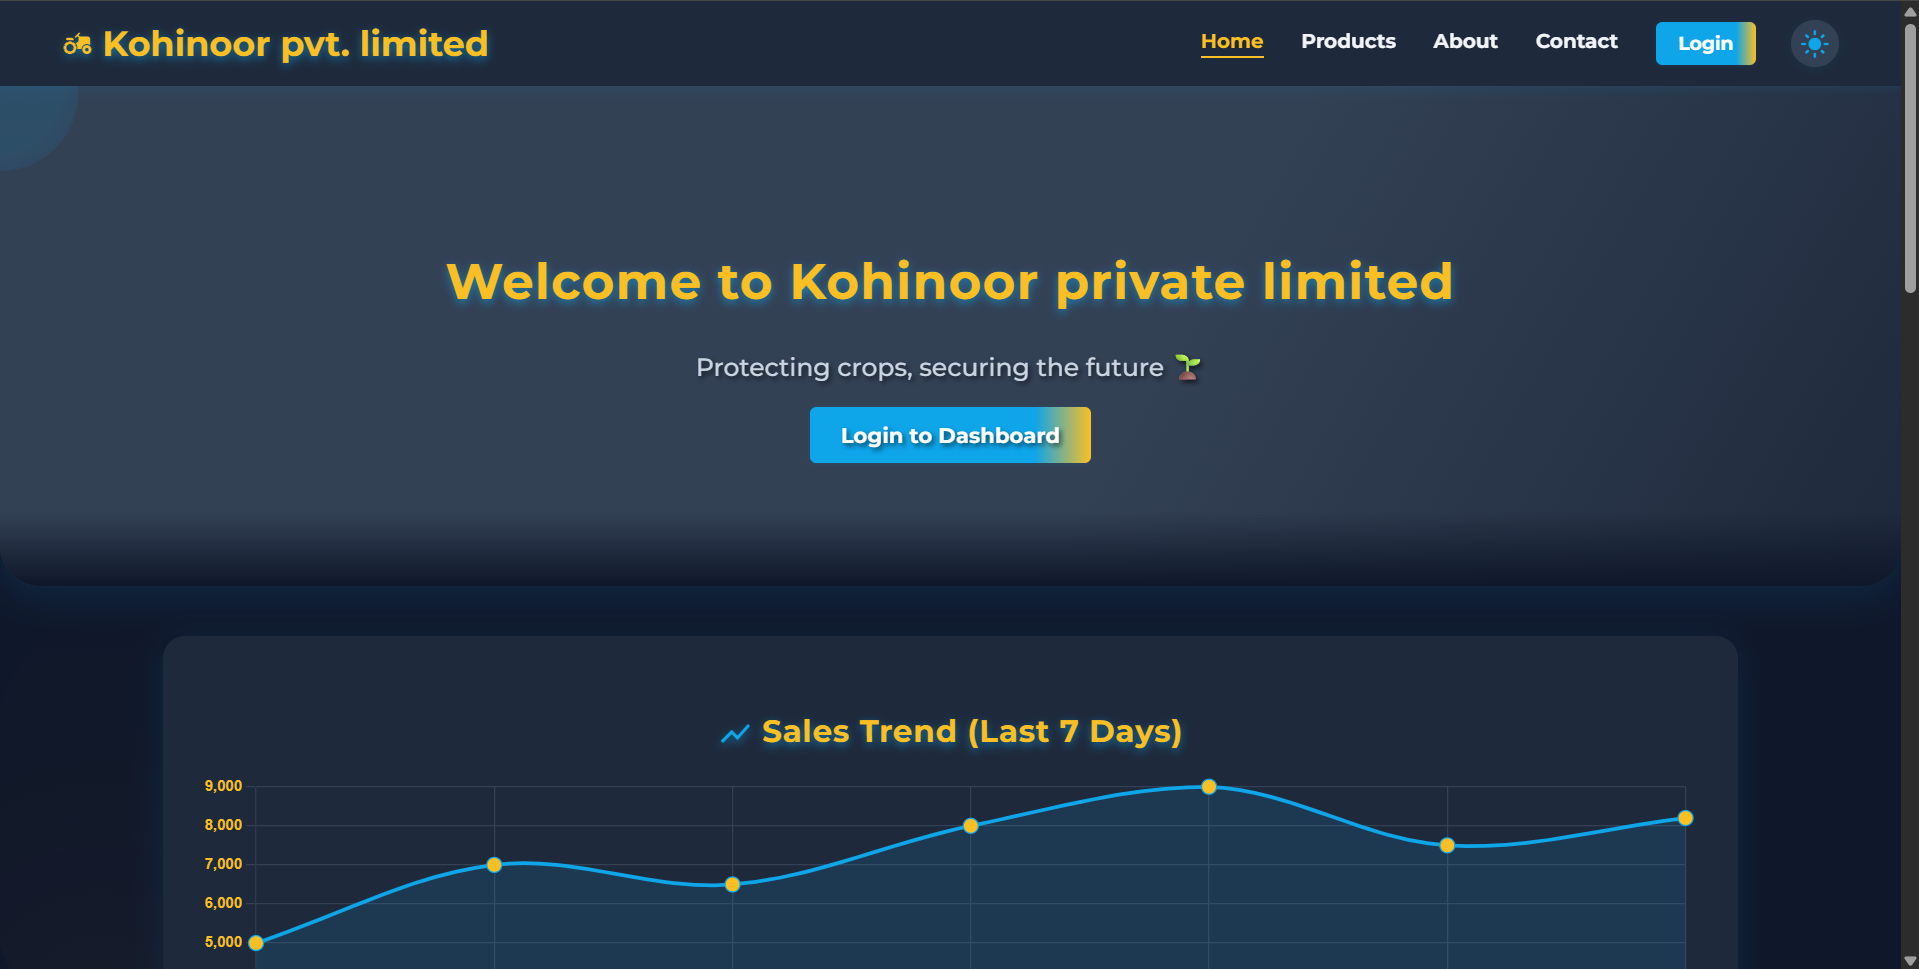 Kohinoor pvt. limited
Home Products About Contact Login
Welcome to Kohinoor private limited
Protecting crops, securing the future 🌱
Login to Dashboard
Sales Trend (Last 7 Days)
9,000
8,000
7,000
6,000
5,000